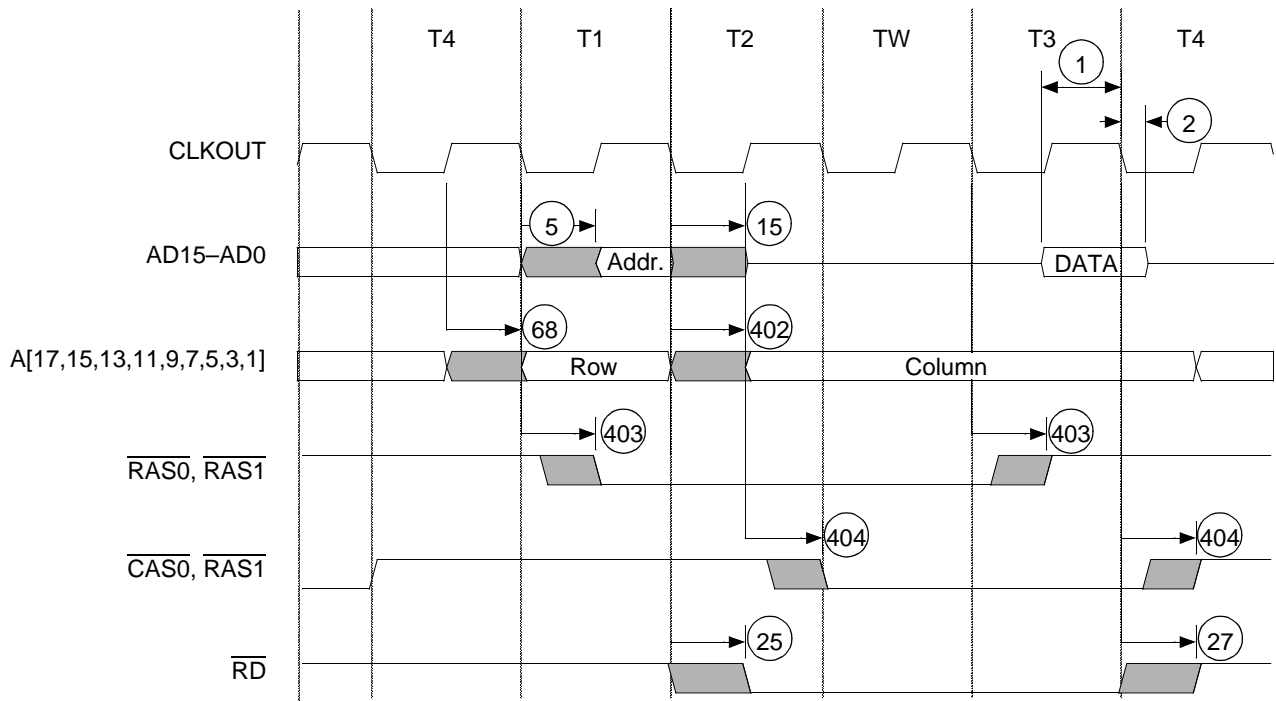 T4 T1 T2 TW T3 T4
1
2
CLKOUT
5 15
AD15–AD0 Addr. DATA
68 402
A[17,15,13,11,9,7,5,3,1] Row Column
403 403
RAS0, RAS1
404 404
CAS0, RAS1
25 27
RD